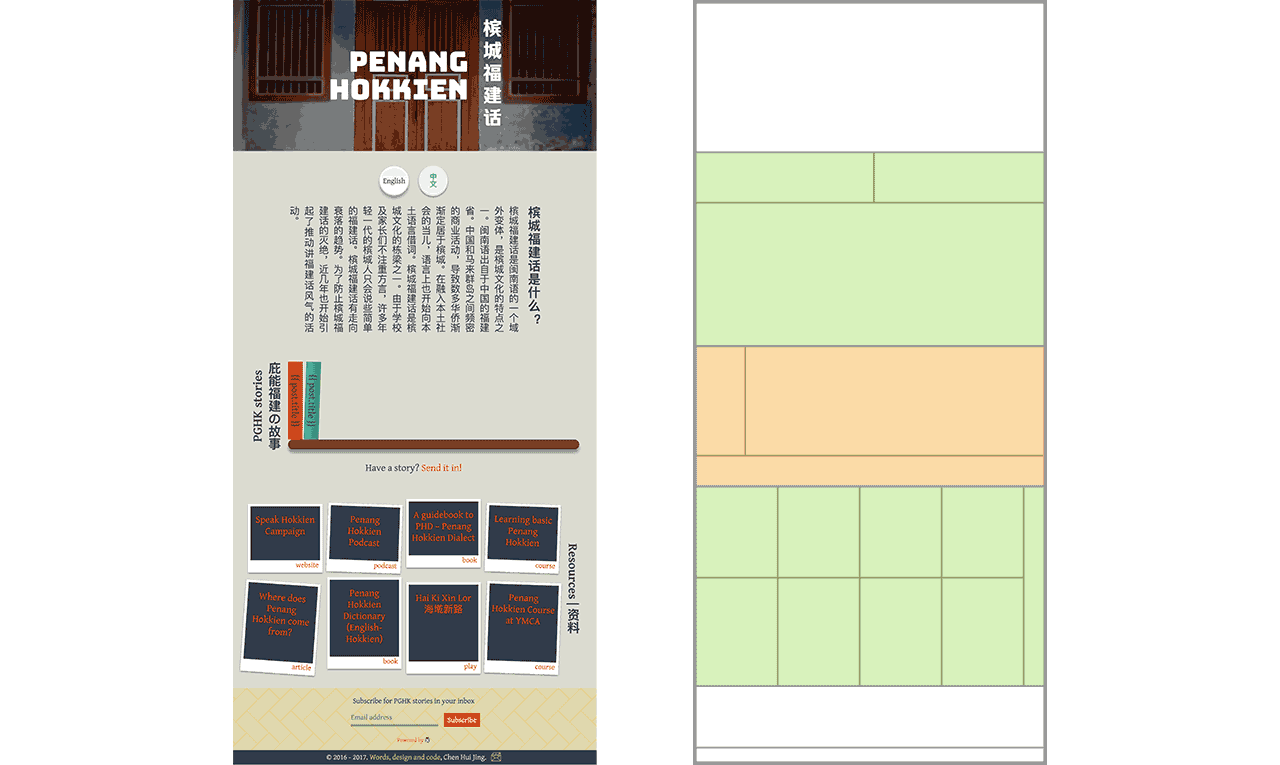 PENANG
HOKKIEN
槟城福建话
English
中文
槟城福建话是什么？
槟城福建话是闽南语的一个域
外变体，是槟城文化的特点之
一。闽南语出自于中国的福建
省。中国和马来群岛之间频密
的商业活动，导致数多华侨渐
渐定居于槟城。在融入本土社
会的当儿，语言上也开始向本
土语言借词。槟城福建话是槟
城文化的栋梁之一。由于学校
及家长们不注重方言，许多年
轻一代的槟城人只会说些简单
的福建话。槟城福建话有走向
衰落的趋势。为了防止槟城福
建话的灭绝，近几年也开始引
起了推动讲福建话风气的活
动。
庇能福建の故事
PGHK stories
{{ post.title }}
{{ post.title }}
Have a story? Send it in!
Speak Hokkien
Campaign
website
Penang
Hokkien
Podcast
podcast
A guidebook to
PHD – Penang
Hokkien Dialect
book
Learning basic
Penang
Hokkien
course
Where does
Penang
Hokkien come
from?
article
Penang
Hokkien
Dictionary
(English-
Hokkien)
book
Hai Ki Xin Lor
海墘新路
play
Penang
Hokkien Course
at YMCA
course
Resources | 资料
Subscribe for PGHK stories in your inbox
Email address
Subscribe
Powered by
© 2016 - 2017. Words, design and code, Chen Hui Jing.